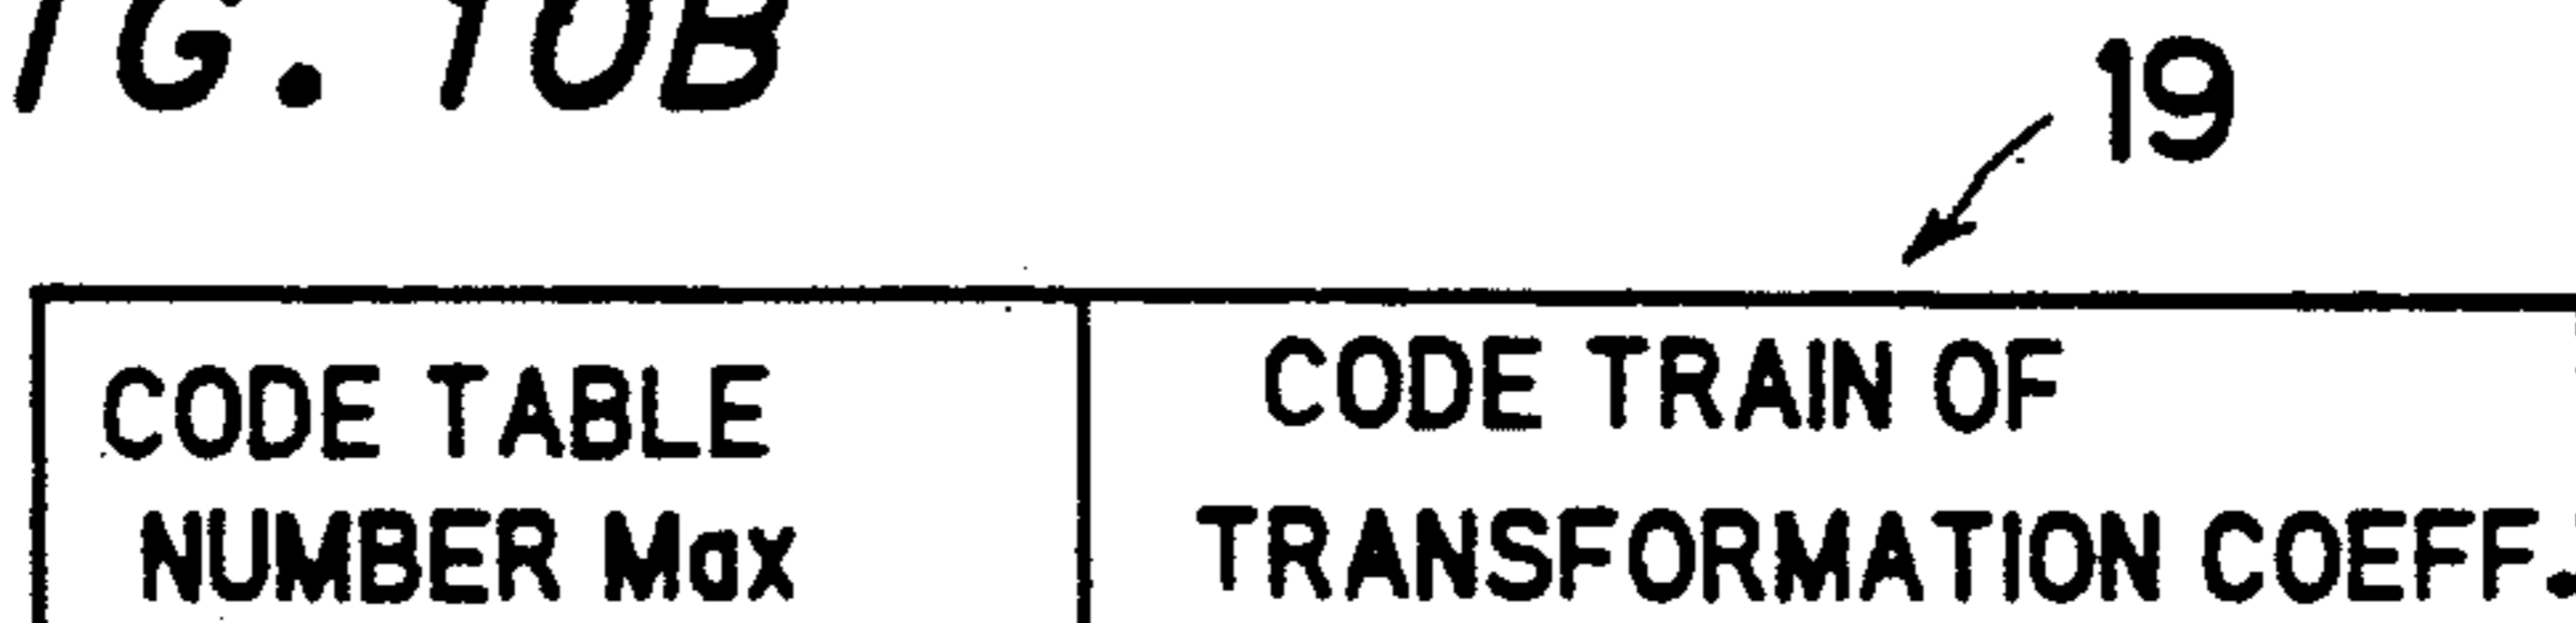 IG. 10B
19
CODE TABLE
NUMBER Max
CODE TRAIN OF
TRANSFORMATION COEFF.